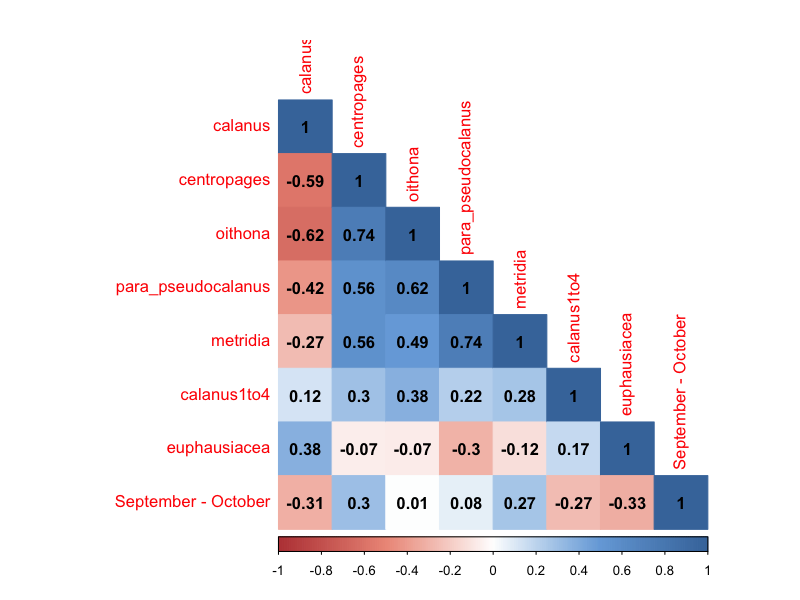 calanus
centropages
oithona
para_pseudocalanus
metridia
calanus1to4
euphausiacea
September - October
calanus 1
centropages -0.59 1
oithona -0.62 0.74 1
para_pseudocalanus -0.42 0.56 0.62 1
metridia -0.27 0.56 0.49 0.74 1
calanus1to4 0.12 0.3 0.38 0.22 0.28 1
euphausiacea 0.38 -0.07 -0.07 -0.3 -0.12 0.17 1
September - October -0.31 0.3 0.01 0.08 0.27 -0.27 -0.33 1
-1 -0.8 -0.6 -0.4 -0.2 0 0.2 0.4 0.6 0.8 1